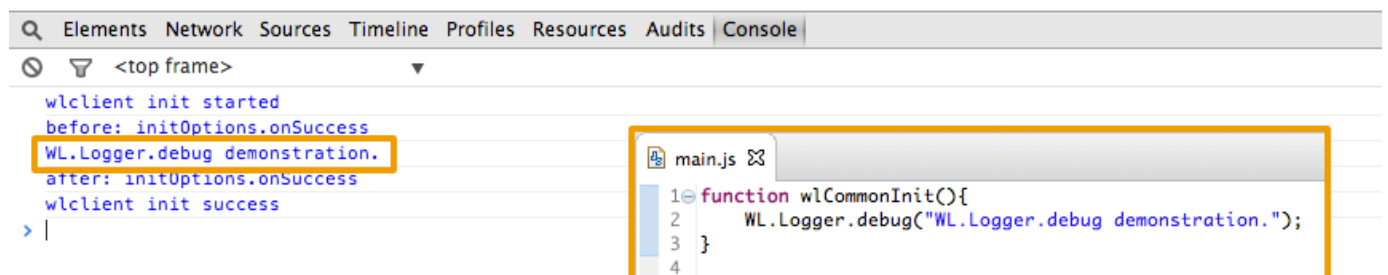 Elements Network Sources Timeline Profiles Resources Audits Console
<top frame>
wlclient init started
before: initOptions.onSuccess
WL.Logger.debug demonstration.
after: initOptions.onSuccess
wlclient init success
>
main.js
1 function wlCommonInit(){
2 WL.Logger.debug("WL.Logger.debug demonstration.");
3 }
4